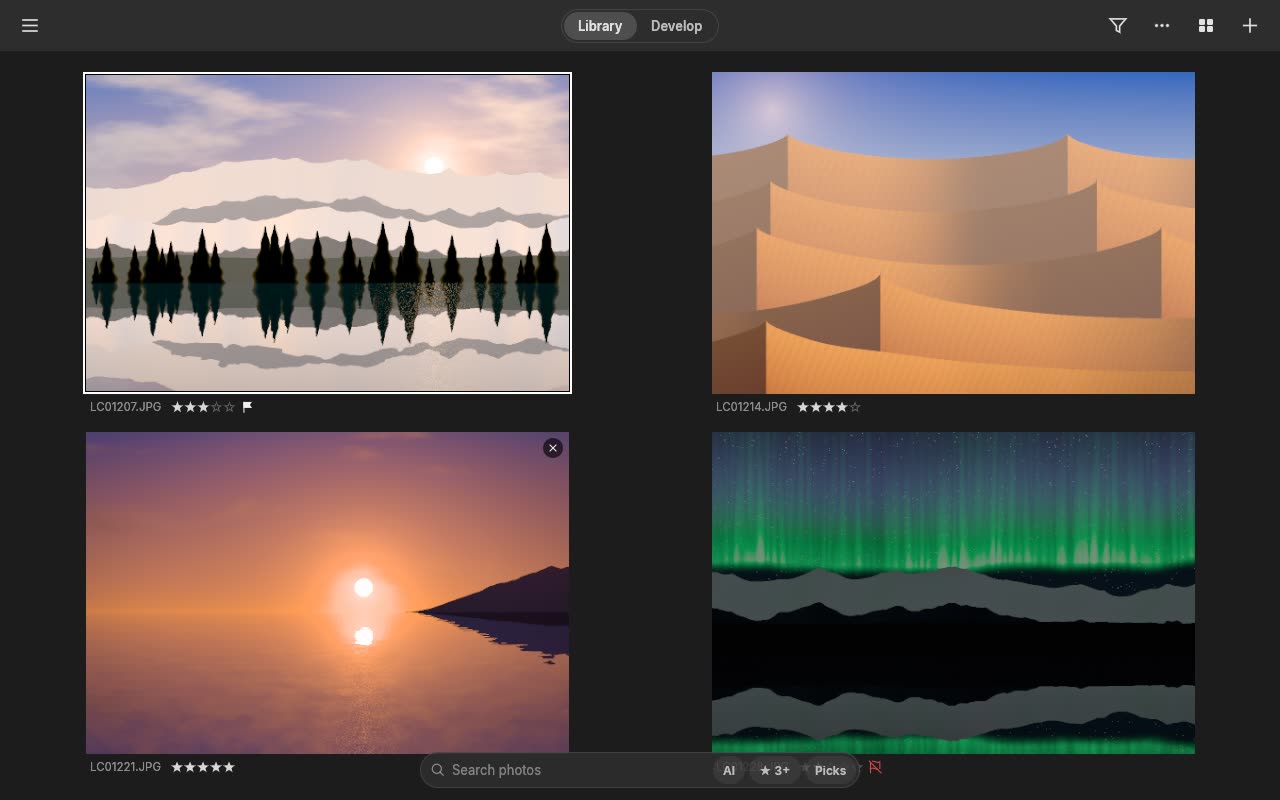 Library Develop
LC01207.JPG ★★★☆☆
LC01214.JPG ★★★★☆
LC01221.JPG ★★★★★
Search photos AI ★ 3+ Picks